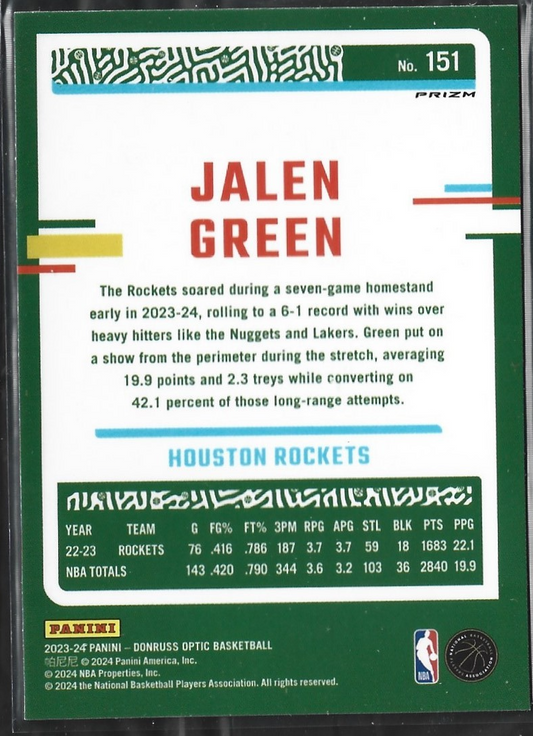 No. 151
PRIZM
JALEN
GREEN
The Rockets soared during a seven-game homestand
early in 2023-24, rolling to a 6-1 record with wins over
heavy hitters like the Nuggets and Lakers. Green put on
a show from the perimeter during the stretch, averaging
19.9 points and 2.3 treys while converting on
42.1 percent of those long-range attempts.
HOUSTON ROCKETS
YEAR TEAM G FG% FT% 3PM RPG APG STL BLK PTS PPG
22-23 ROCKETS 76 .416 .786 187 3.7 3.7 59 18 1683 22.1
NBA TOTALS 143 .420 .790 344 3.6 3.2 103 36 2840 19.9
PANINI
2023-24 PANINI – DONRUSS OPTIC BASKETBALL
帕尼尼 © 2024 Panini America, Inc.
© 2024 NBA Properties, Inc.
© 2024 the National Basketball Players Association. All rights reserved.
NBA